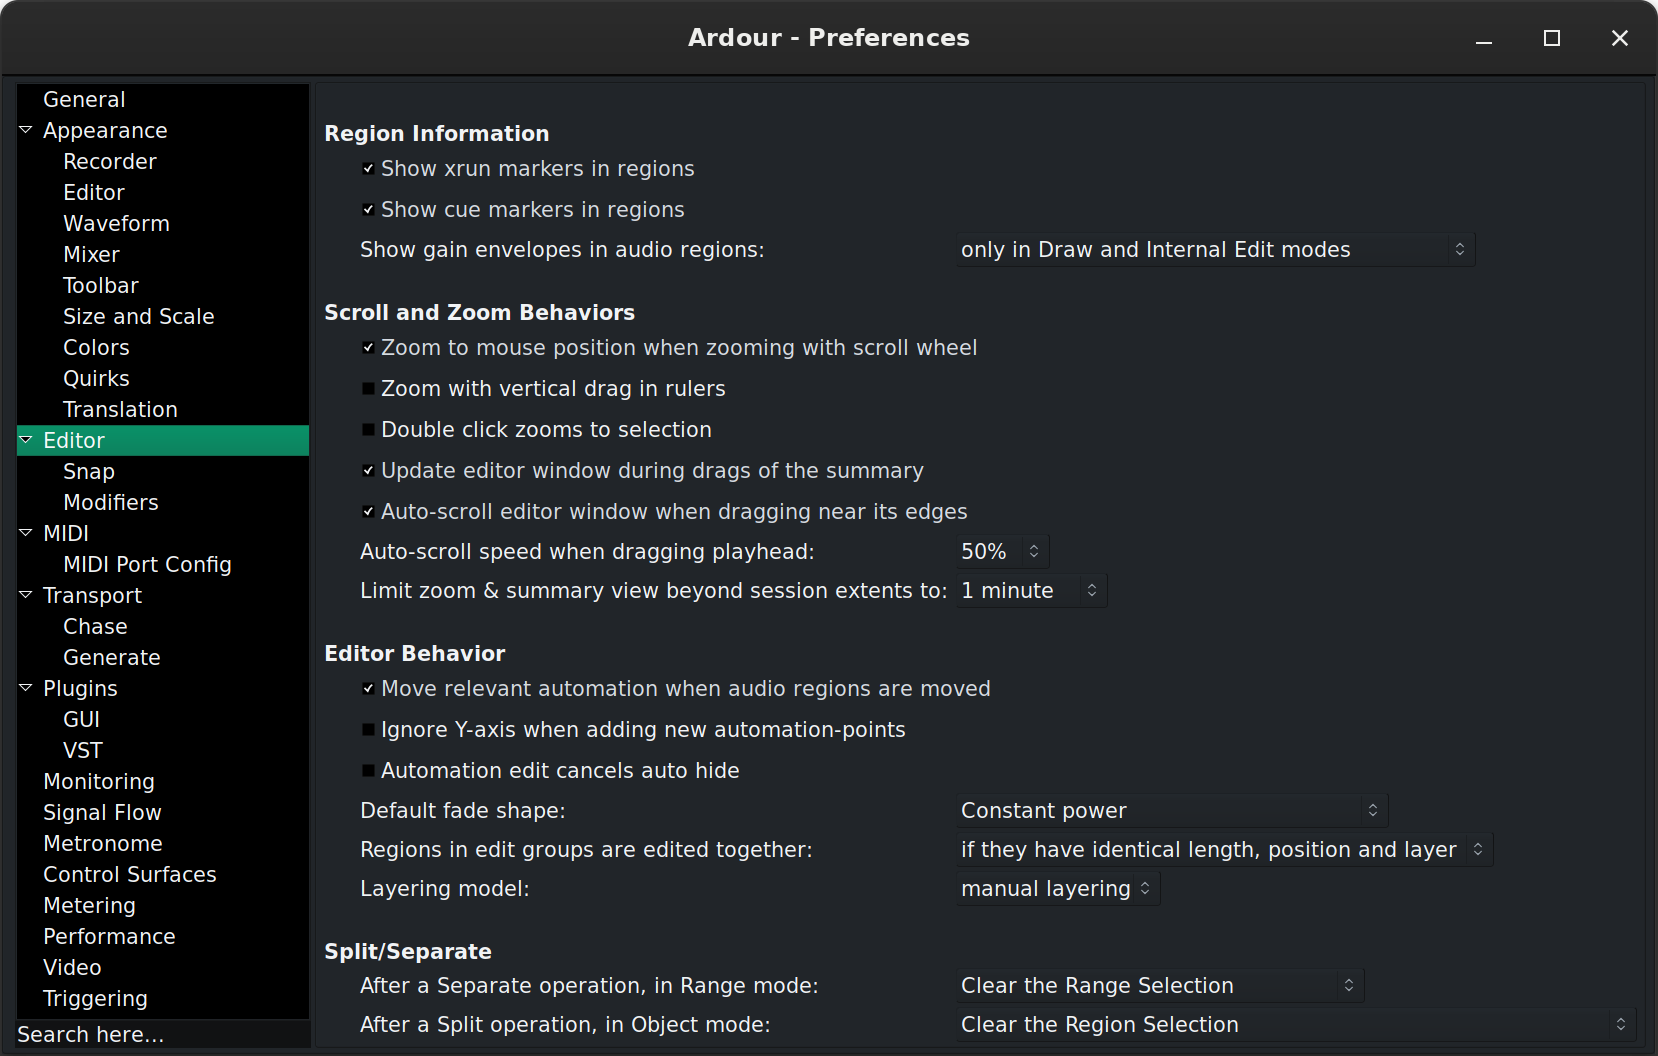 Ardour - Preferences
General
Appearance
Recorder
Editor
Waveform
Mixer
Toolbar
Size and Scale
Colors
Quirks
Translation
Editor
Snap
Modifiers
MIDI
MIDI Port Config
Transport
Chase
Generate
Plugins
GUI
VST
Monitoring
Signal Flow
Metronome
Control Surfaces
Metering
Performance
Video
Triggering
Search here...
Region Information
Show xrun markers in regions
Show cue markers in regions
Show gain envelopes in audio regions: only in Draw and Internal Edit modes
Scroll and Zoom Behaviors
Zoom to mouse position when zooming with scroll wheel
Zoom with vertical drag in rulers
Double click zooms to selection
Update editor window during drags of the summary
Auto-scroll editor window when dragging near its edges
Auto-scroll speed when dragging playhead: 50%
Limit zoom & summary view beyond session extents to: 1 minute
Editor Behavior
Move relevant automation when audio regions are moved
Ignore Y-axis when adding new automation-points
Automation edit cancels auto hide
Default fade shape: Constant power
Regions in edit groups are edited together: if they have identical length, position and layer
Layering model: manual layering
Split/Separate
After a Separate operation, in Range mode: Clear the Range Selection
After a Split operation, in Object mode: Clear the Region Selection